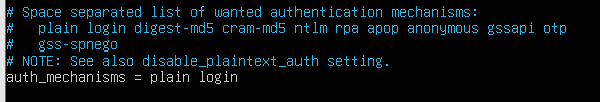 # Space separated list of wanted authentication mechanisms:
#   plain login digest-md5 cram-md5 ntlm rpa apop anonymous gssapi otp
#   gss-spnego
# NOTE: See also disable_plaintext_auth setting.
auth_mechanisms = plain login